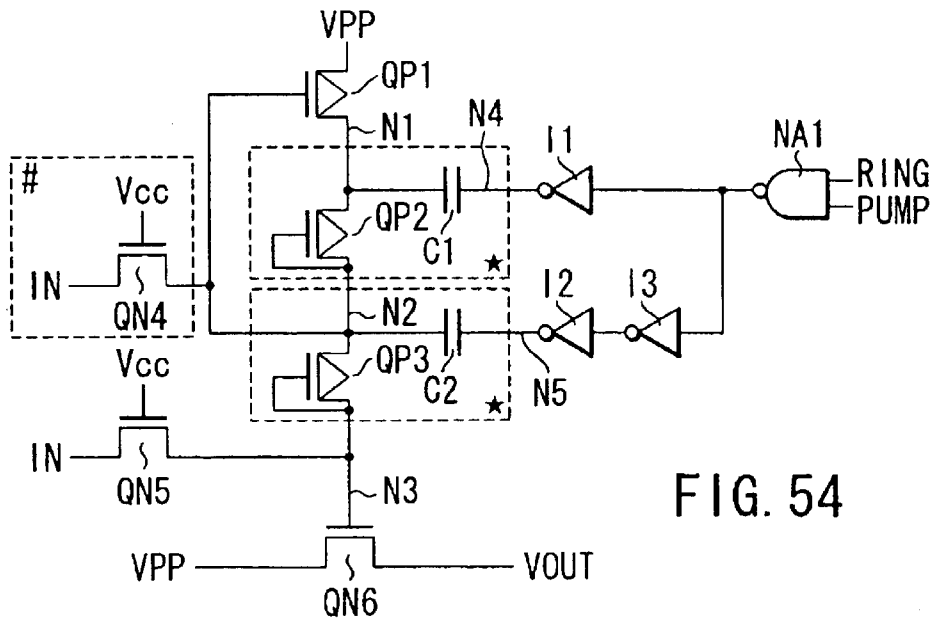 VPP
QP1
N1
N4
I1
NA1
RING
PUMP
#
Vcc
IN
QN4
QP2
C1
★
I2
I3
N2
Vcc
QP3
C2
N5
★
IN
QN5
N3
FIG. 54
VPP
VOUT
QN6